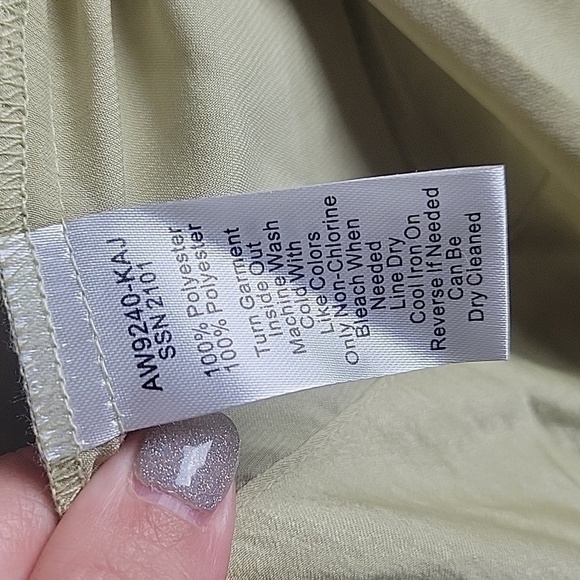 AW9240-KAJ
SSN 2101
100% Polyester
100% Polyester
Turn Garment
Inside Out
Machine Wash
Cold With
Like Colors
Only Non-Chlorine
Bleach When
Needed
Line Dry
Cool Iron On
Reverse If Needed
Can Be
Dry Cleaned